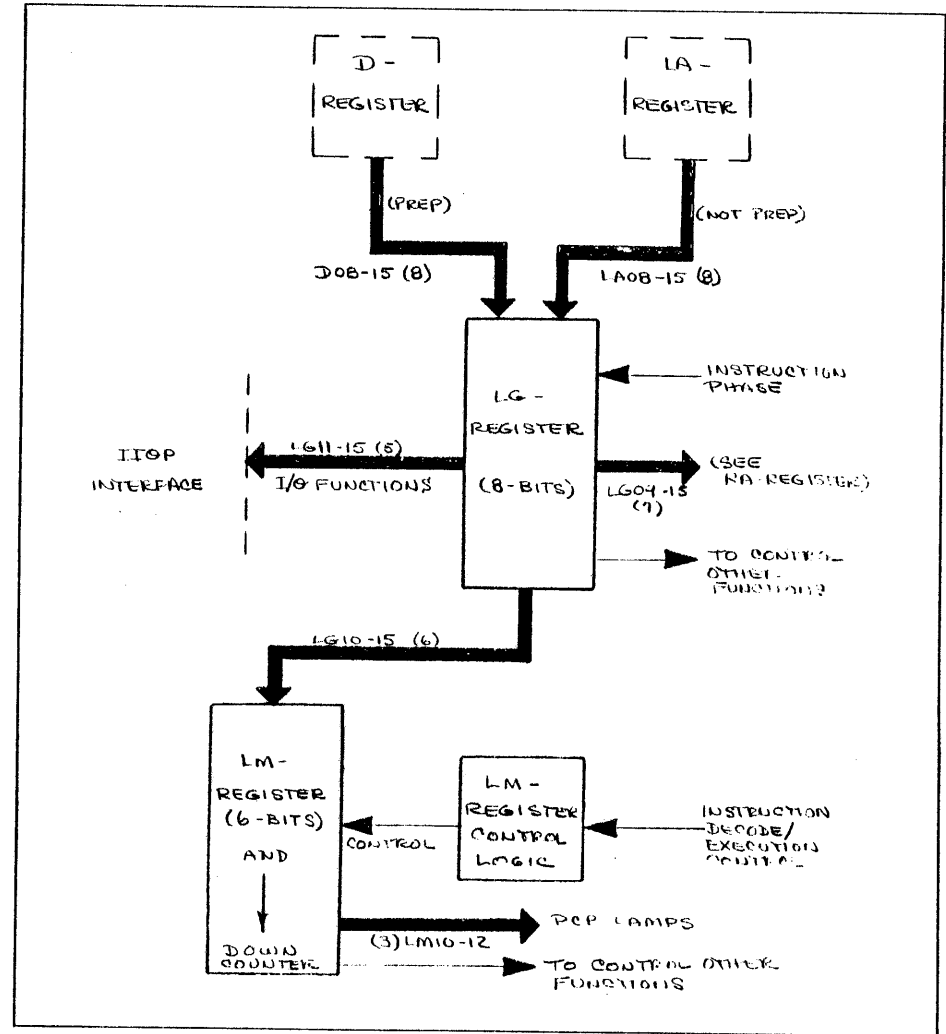 D-
REGISTER
LA-
REGISTER
(PREP)
(NOT PREP)
D08-15 (8)
LA08-15 (8)
LG-
REGISTER
(8-BITS)
INSTRUCTION
PHASE
IIOP
INTERFACE
LG11-15 (5)
I/O FUNCTIONS
(SEE
RA-REGISTER)
LG09-15
(7)
TO CONTROL
OTHER
FUNCTIONS
LG10-15 (6)
LM-
REGISTER
(6-BITS)
AND
DOWN
COUNTER
CONTROL
LM-
REGISTER
CONTROL
LOGIC
INSTRUCTION
DECODE/
EXECUTION
CONTROL
(3)LM10-12
PCP LAMPS
TO CONTROL OTHER
FUNCTIONS